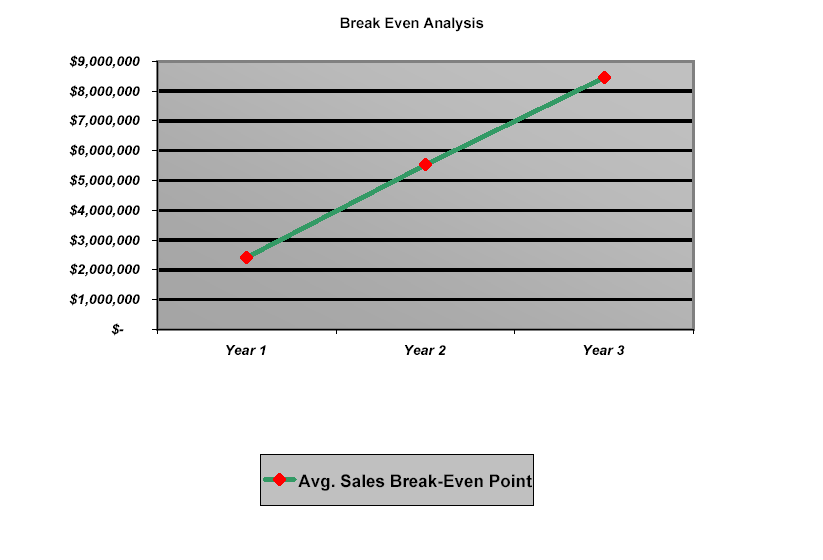 Break Even Analysis
$9,000,000
$8,000,000
$7,000,000
$6,000,000
$5,000,000
$4,000,000
$3,000,000
$2,000,000
$1,000,000
$-
Year 1
Year 2
Year 3
Avg. Sales Break-Even Point